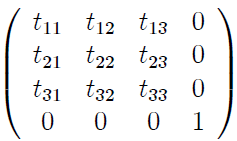 t11 t12 t13 0
t21 t22 t23 0
t31 t32 t33 0
0 0 0 1